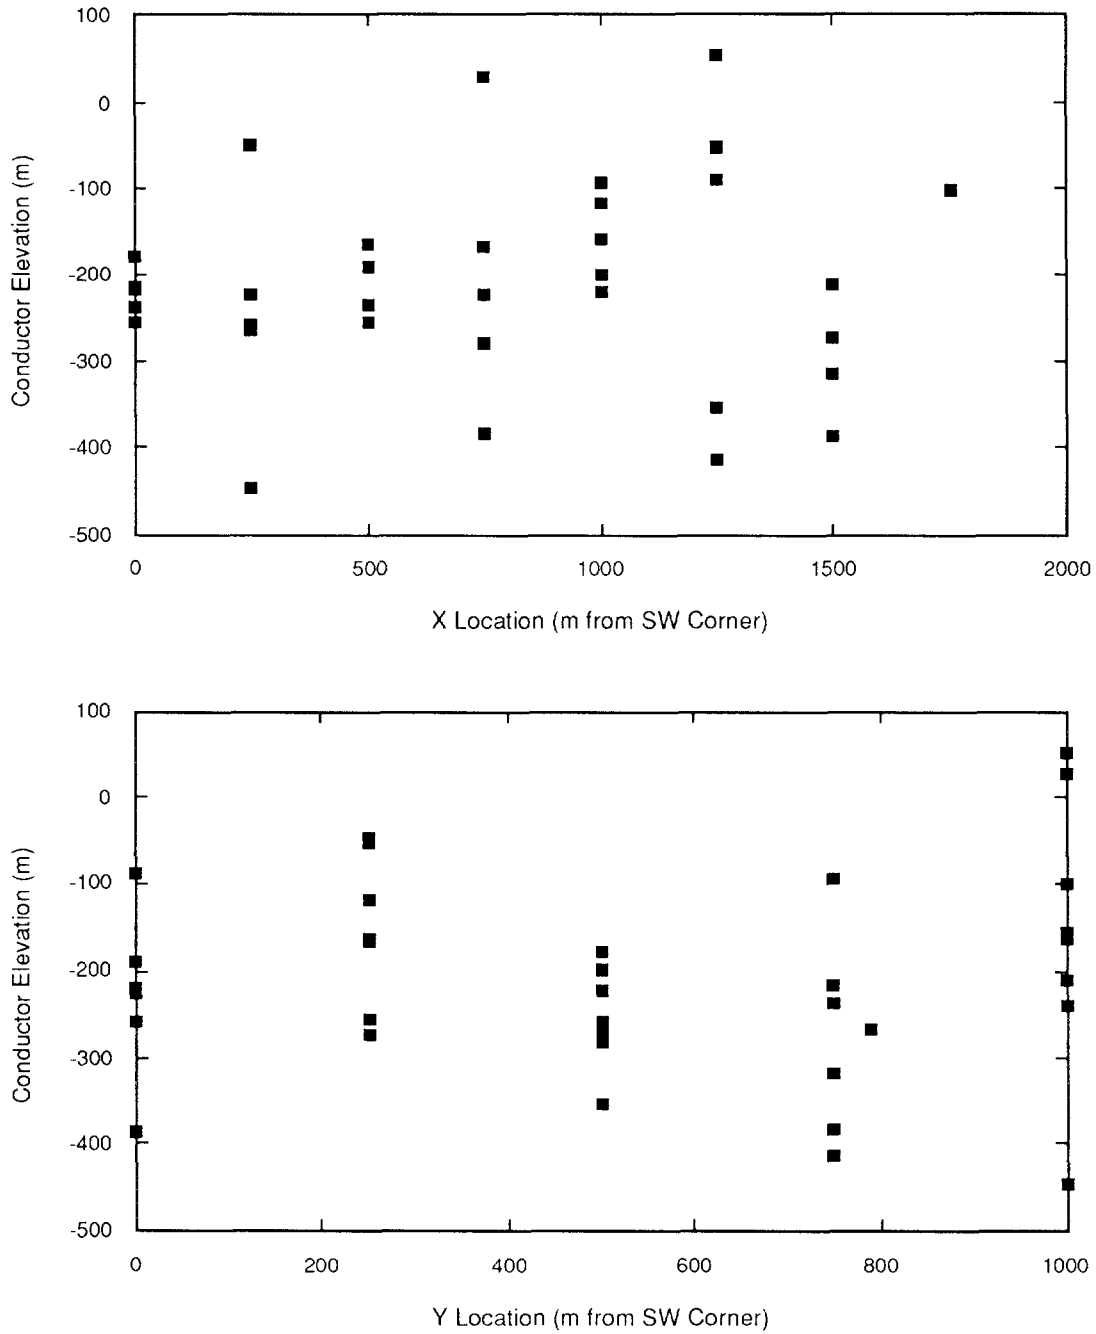 100
0
-100
-200
-300
-400
-500
Conductor Elevation (m)
0 500 1000 1500 2000
X Location (m from SW Corner)
100
0
-100
-200
-300
-400
-500
Conductor Elevation (m)
0 200 400 600 800 1000
Y Location (m from SW Corner)